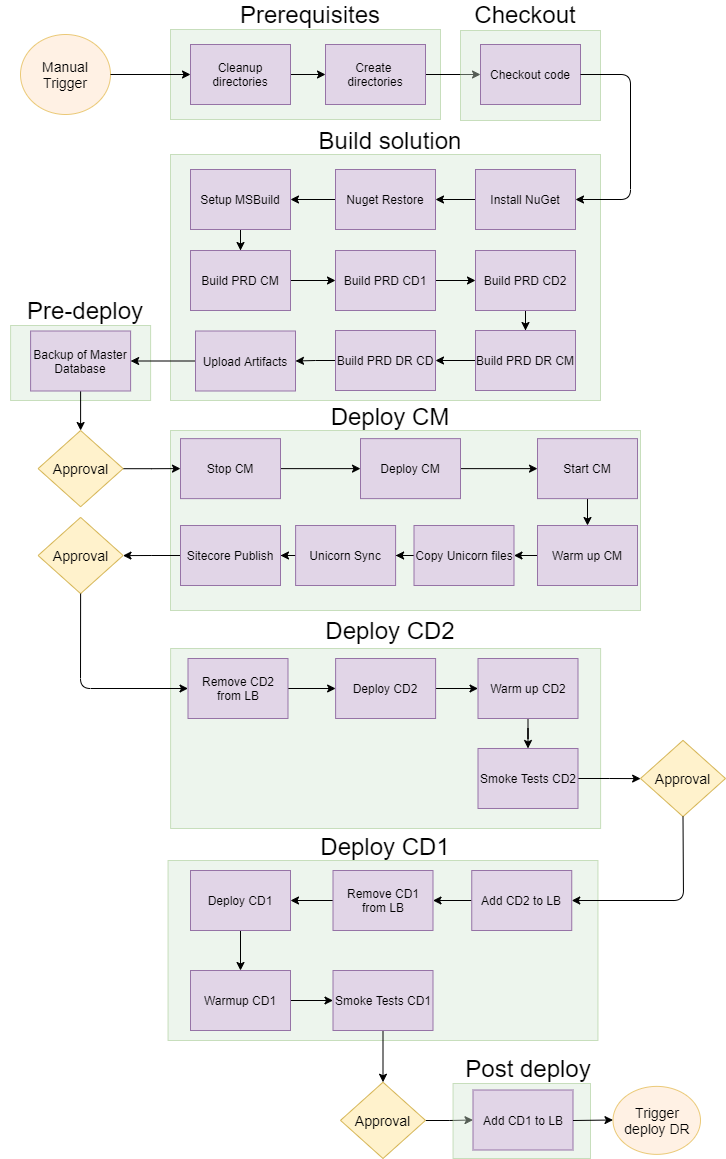 Prerequisites
Checkout
Manual
Trigger
Cleanup
directories
Create
directories
Checkout code
Build solution
Setup MSBuild
Nuget Restore
Install NuGet
Build PRD CM
Build PRD CD1
Build PRD CD2
Pre-deploy
Backup of Master
Database
Upload Artifacts
Build PRD DR CD
Build PRD DR CM
Deploy CM
Approval
Stop CM
Deploy CM
Start CM
Approval
Sitecore Publish
Unicorn Sync
Copy Unicorn files
Warm up CM
Deploy CD2
Remove CD2
from LB
Deploy CD2
Warm up CD2
Smoke Tests CD2
Approval
Deploy CD1
Deploy CD1
Remove CD1
from LB
Add CD2 to LB
Warmup CD1
Smoke Tests CD1
Post deploy
Approval
Add CD1 to LB
Trigger
deploy DR